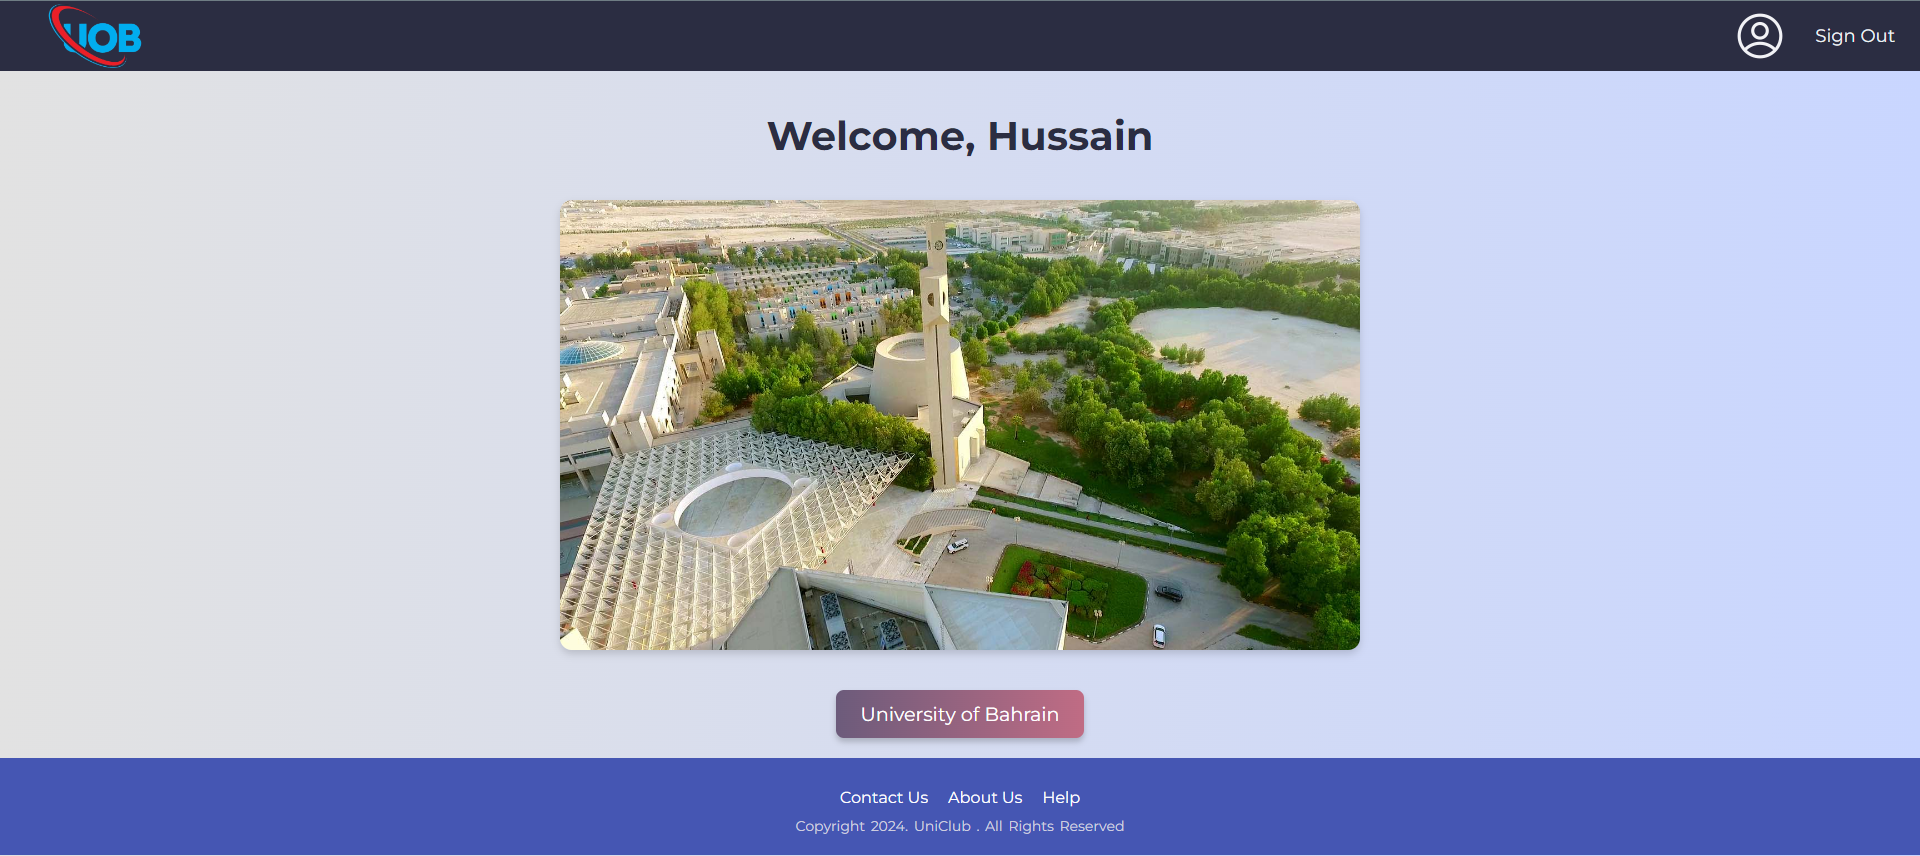 UOB
Sign Out
Welcome, Hussain
University of Bahrain
Contact Us About Us Help
Copyright 2024. UniClub . All Rights Reserved